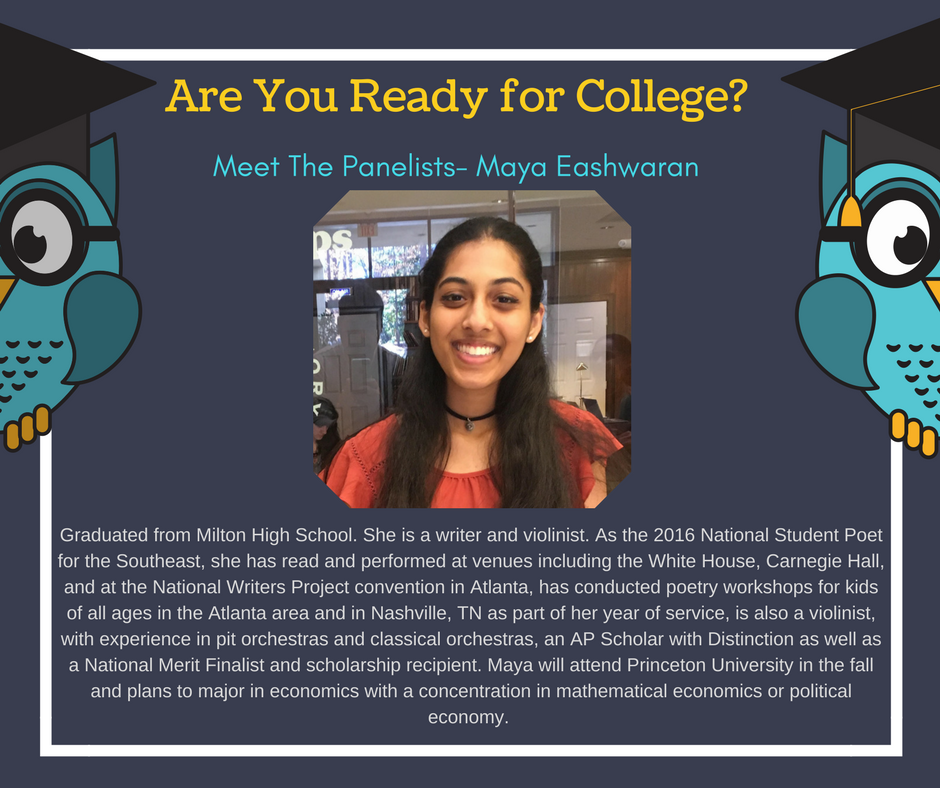 Are You Ready for College?
Meet The Panelists- Maya Eashwaran
ps
EXIT
ORY
Graduated from Milton High School. She is a writer and violinist. As the 2016 National Student Poet
for the Southeast, she has read and performed at venues including the White House, Carnegie Hall,
and at the National Writers Project convention in Atlanta, has conducted poetry workshops for kids
of all ages in the Atlanta area and in Nashville, TN as part of her year of service, is also a violinist,
with experience in pit orchestras and classical orchestras, an AP Scholar with Distinction as well as
a National Merit Finalist and scholarship recipient. Maya will attend Princeton University in the fall
and plans to major in economics with a concentration in mathematical economics or political
economy.